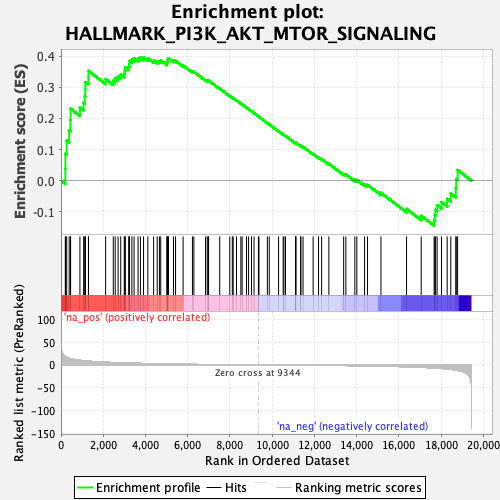 Enrichment plot:
HALLMARK_PI3K_AKT_MTOR_SIGNALING
Enrichment score (ES)
0.4
0.3
0.2
0.1
0.0
-0.1
'na_pos' (positively correlated)
Ranked list metric (PreRanked)
100
50
0
-50
-100
-150
Zero cross at 9344
'na_neg' (negatively correlated)
0
2,000
4,000
6,000
8,000
10,000
12,000
14,000
16,000
18,000
20,000
Rank in Ordered Dataset
Enrichment profile
Hits
Ranking metric scores